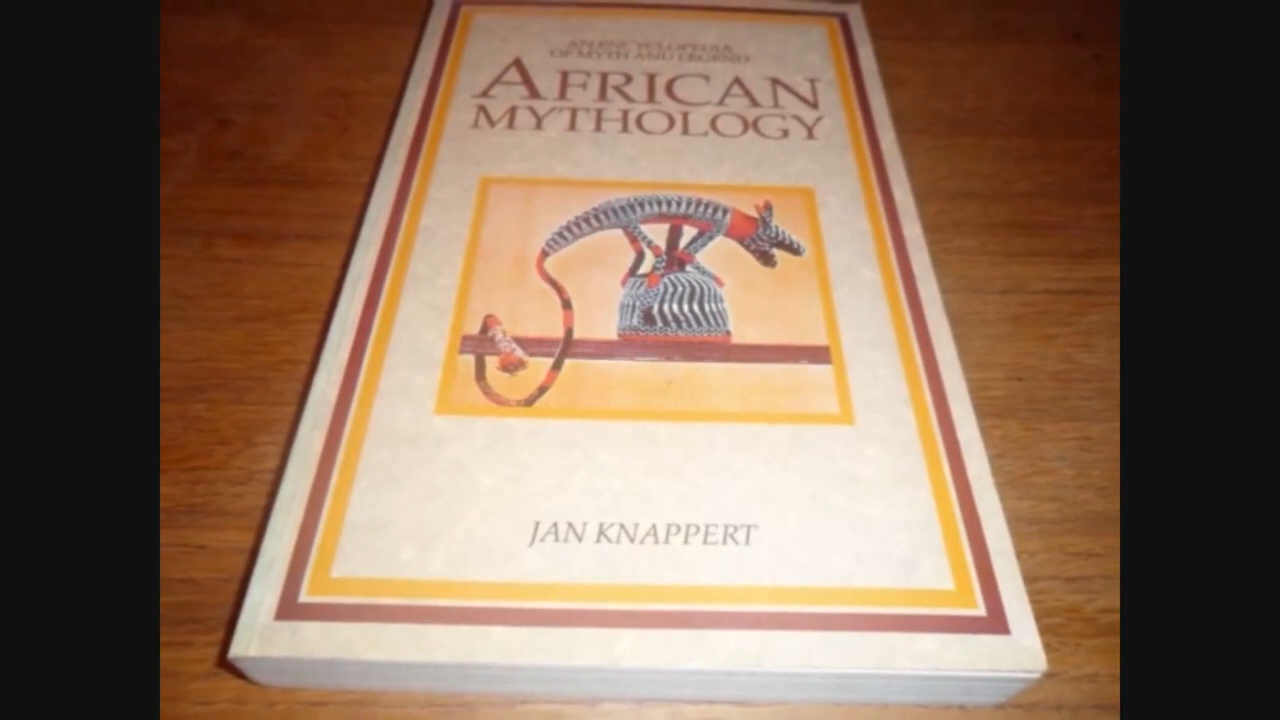 AN ENCYCLOPEDIA
OF MYTH AND LEGEND
AFRICAN
MYTHOLOGY
JAN KNAPPERT